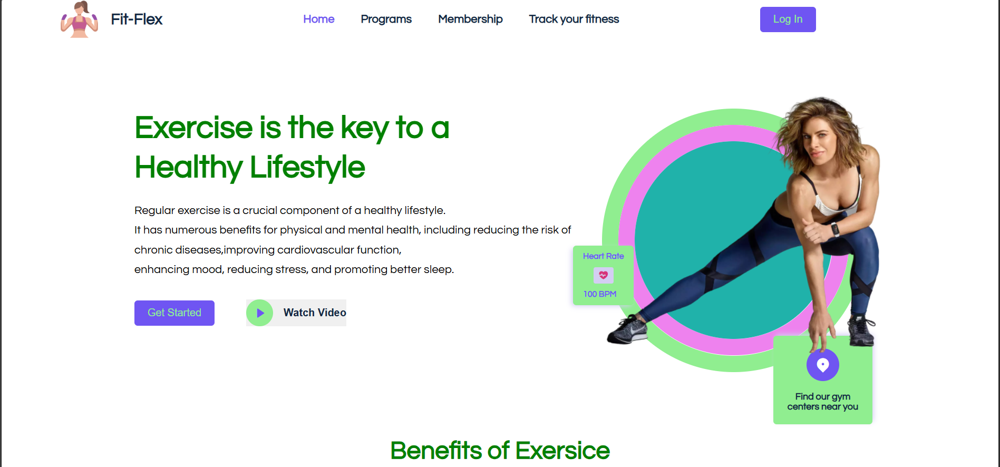 Fit-Flex
Home
Programs
Membership
Track your fitness
Log In
Exercise is the key to a
Healthy Lifestyle
Regular exercise is a crucial component of a healthy lifestyle.
It has numerous benefits for physical and mental health, including reducing the risk of
chronic diseases,improving cardiovascular function,
enhancing mood, reducing stress, and promoting better sleep.
Get Started
Watch Video
Heart Rate
100 BPM
Find our gym
centers near you
Benefits of Exersice